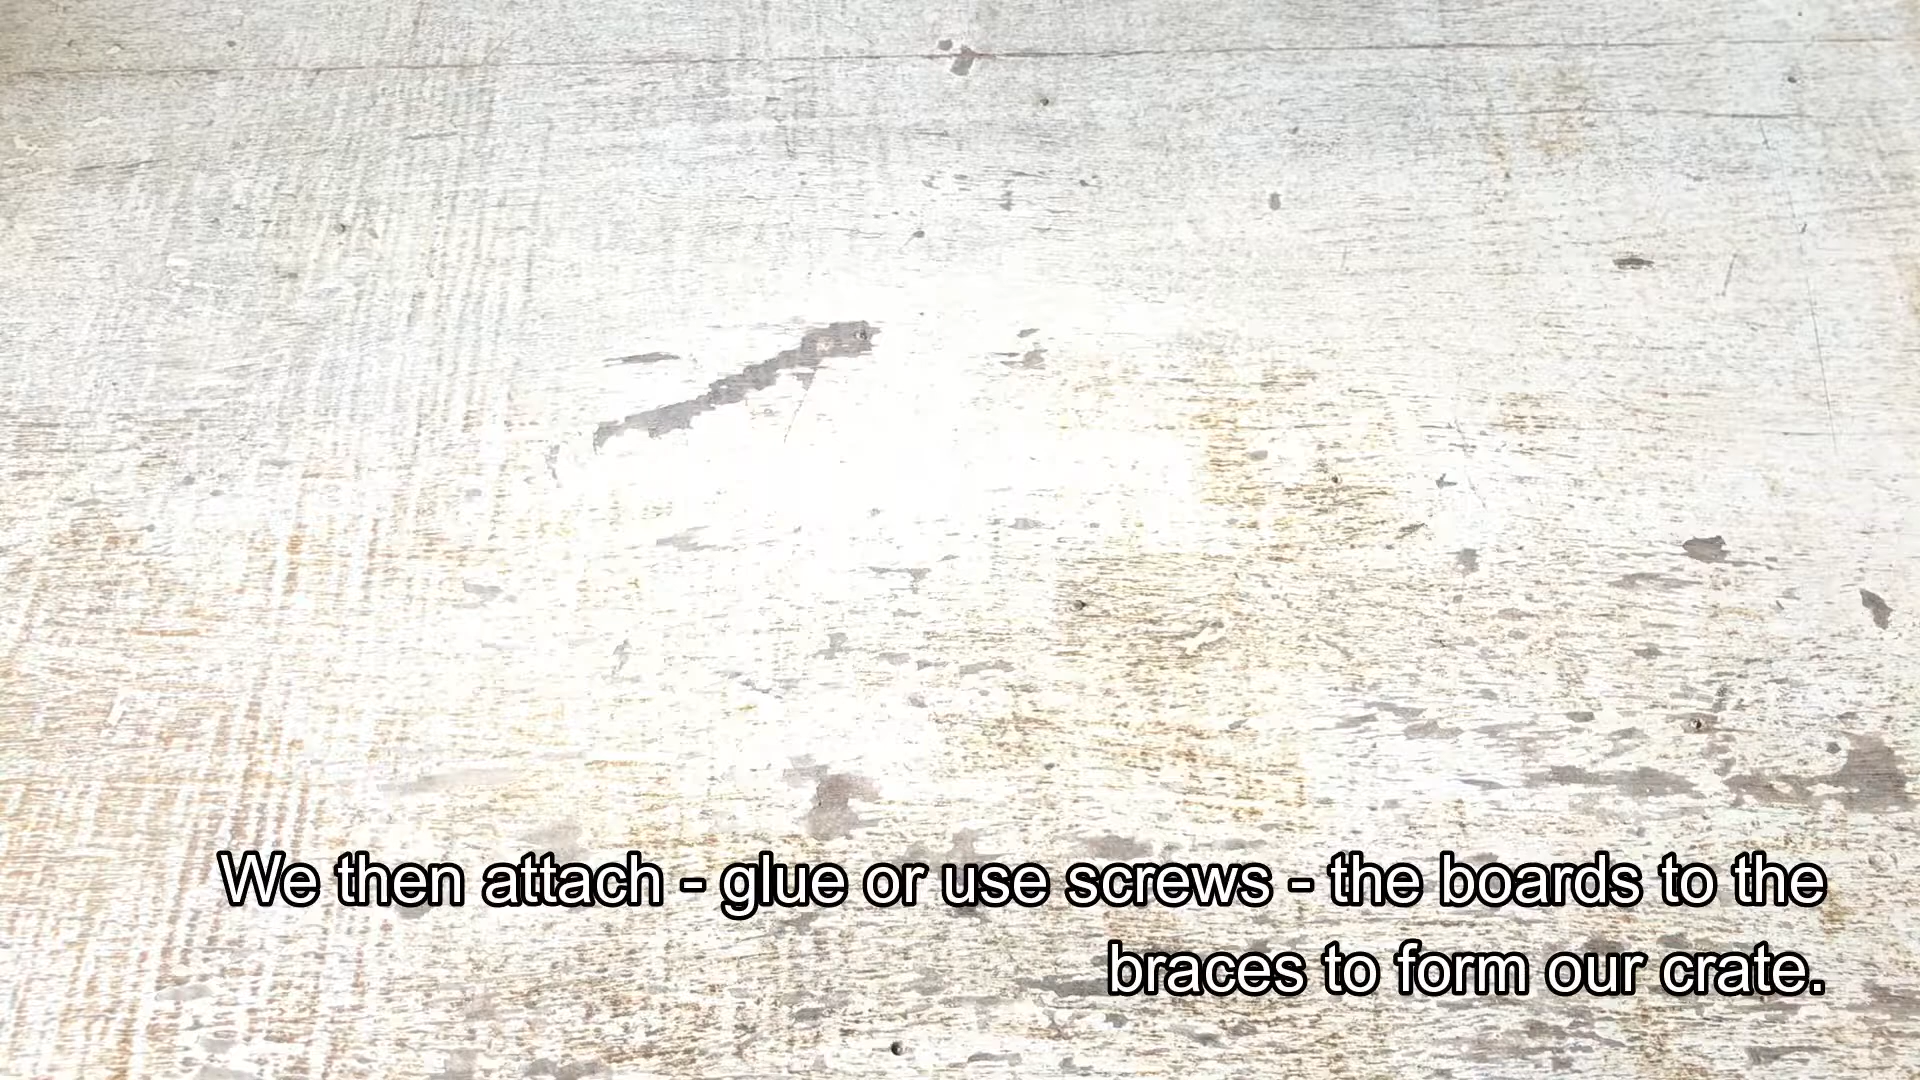 We then attach - glue or use screws - the boards to the
braces to form our crate.